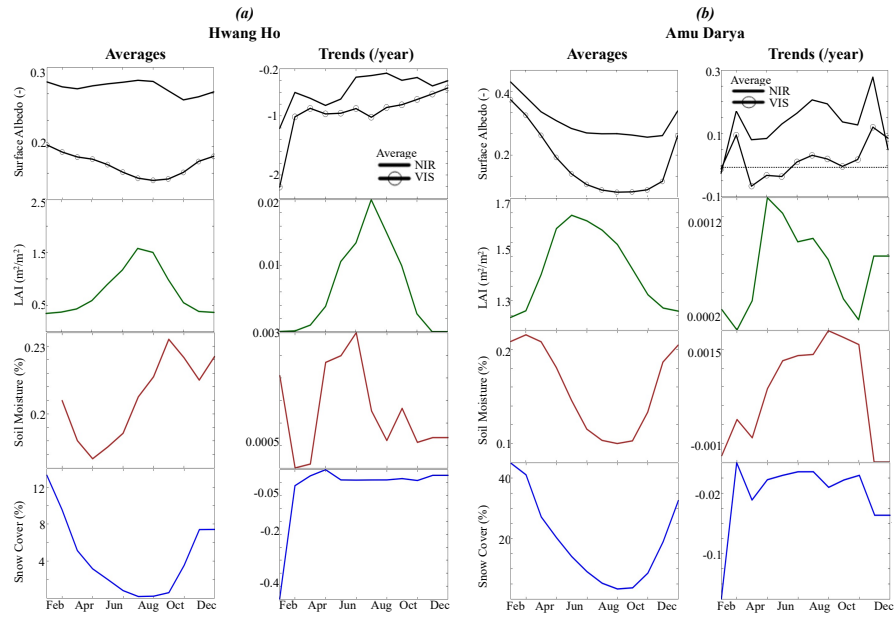 (a)
Hwang Ho
(b)
Amu Darya
Averages
Trends (/year)
Averages
Trends (/year)
Surface Albedo (-)
0.3
0.2
-0.2
-1
-2
Average
NIR
VIS
Surface Albedo (-)
0.4
0.2
0.3
0.1
-0.1
Average
NIR
VIS
LAI (m²/m²)
2.5
1.5
0.5
0.02
0.01
0.003
LAI (m²/m²)
1.7
1.5
1.3
0.0012
0.0002
Soil Moisture (%)
0.23
0.2
0.0005
Soil Moisture (%)
0.2
0.1
0.0015
-0.001
Snow Cover (%)
12
8
4
-0.05
-0.2
-0.4
Snow Cover (%)
40
20
-0.02
-0.1
Feb Apr Jun Aug Oct Dec
Feb Apr Jun Aug Oct Dec
Feb Apr Jun Aug Oct Dec
Feb Apr Jun Aug Oct Dec